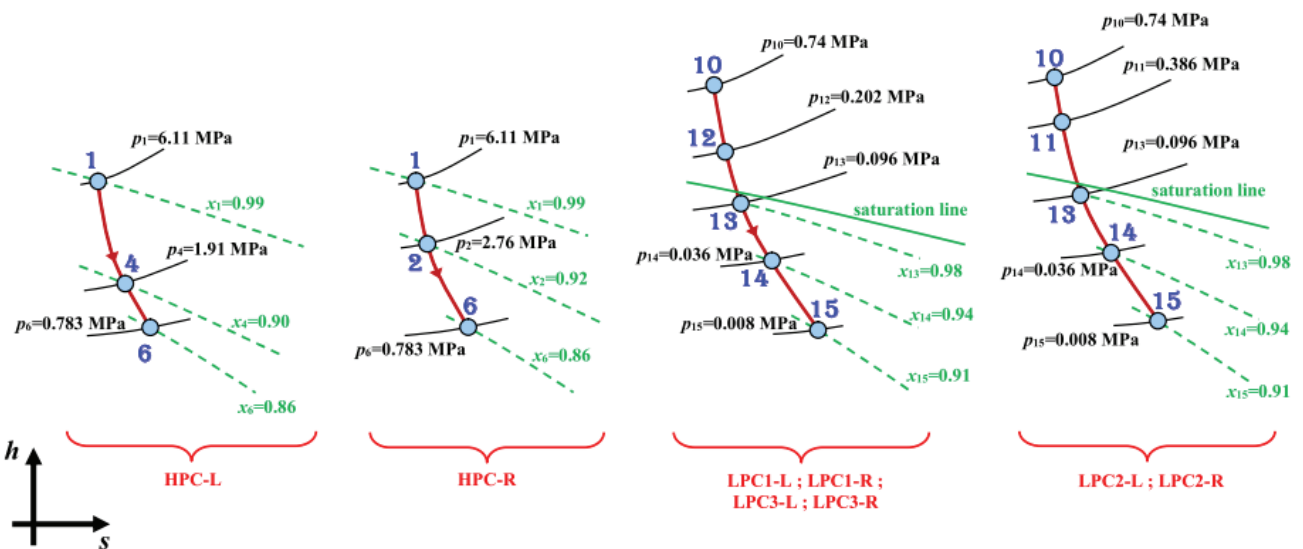 1
p₁=6.11 MPa
x₁=0.99
p₄=1.91 MPa
4
x₄=0.90
p₆=0.783 MPa
6
x₆=0.86
HPC-L
1
p₁=6.11 MPa
x₁=0.99
p₂=2.76 MPa
2
x₂=0.92
6
p₆=0.783 MPa
x₆=0.86
HPC-R
p₁₀=0.74 MPa
10
p₁₂=0.202 MPa
12
p₁₃=0.096 MPa
saturation line
13
x₁₃=0.98
p₁₄=0.036 MPa
14
x₁₄=0.94
15
p₁₅=0.008 MPa
x₁₅=0.91
LPC1-L ; LPC1-R ;
LPC3-L ; LPC3-R
p₁₀=0.74 MPa
10
p₁₁=0.386 MPa
11
p₁₃=0.096 MPa
saturation line
13
14
x₁₃=0.98
p₁₄=0.036 MPa
15
x₁₄=0.94
p₁₅=0.008 MPa
x₁₅=0.91
LPC2-L ; LPC2-R
h
s